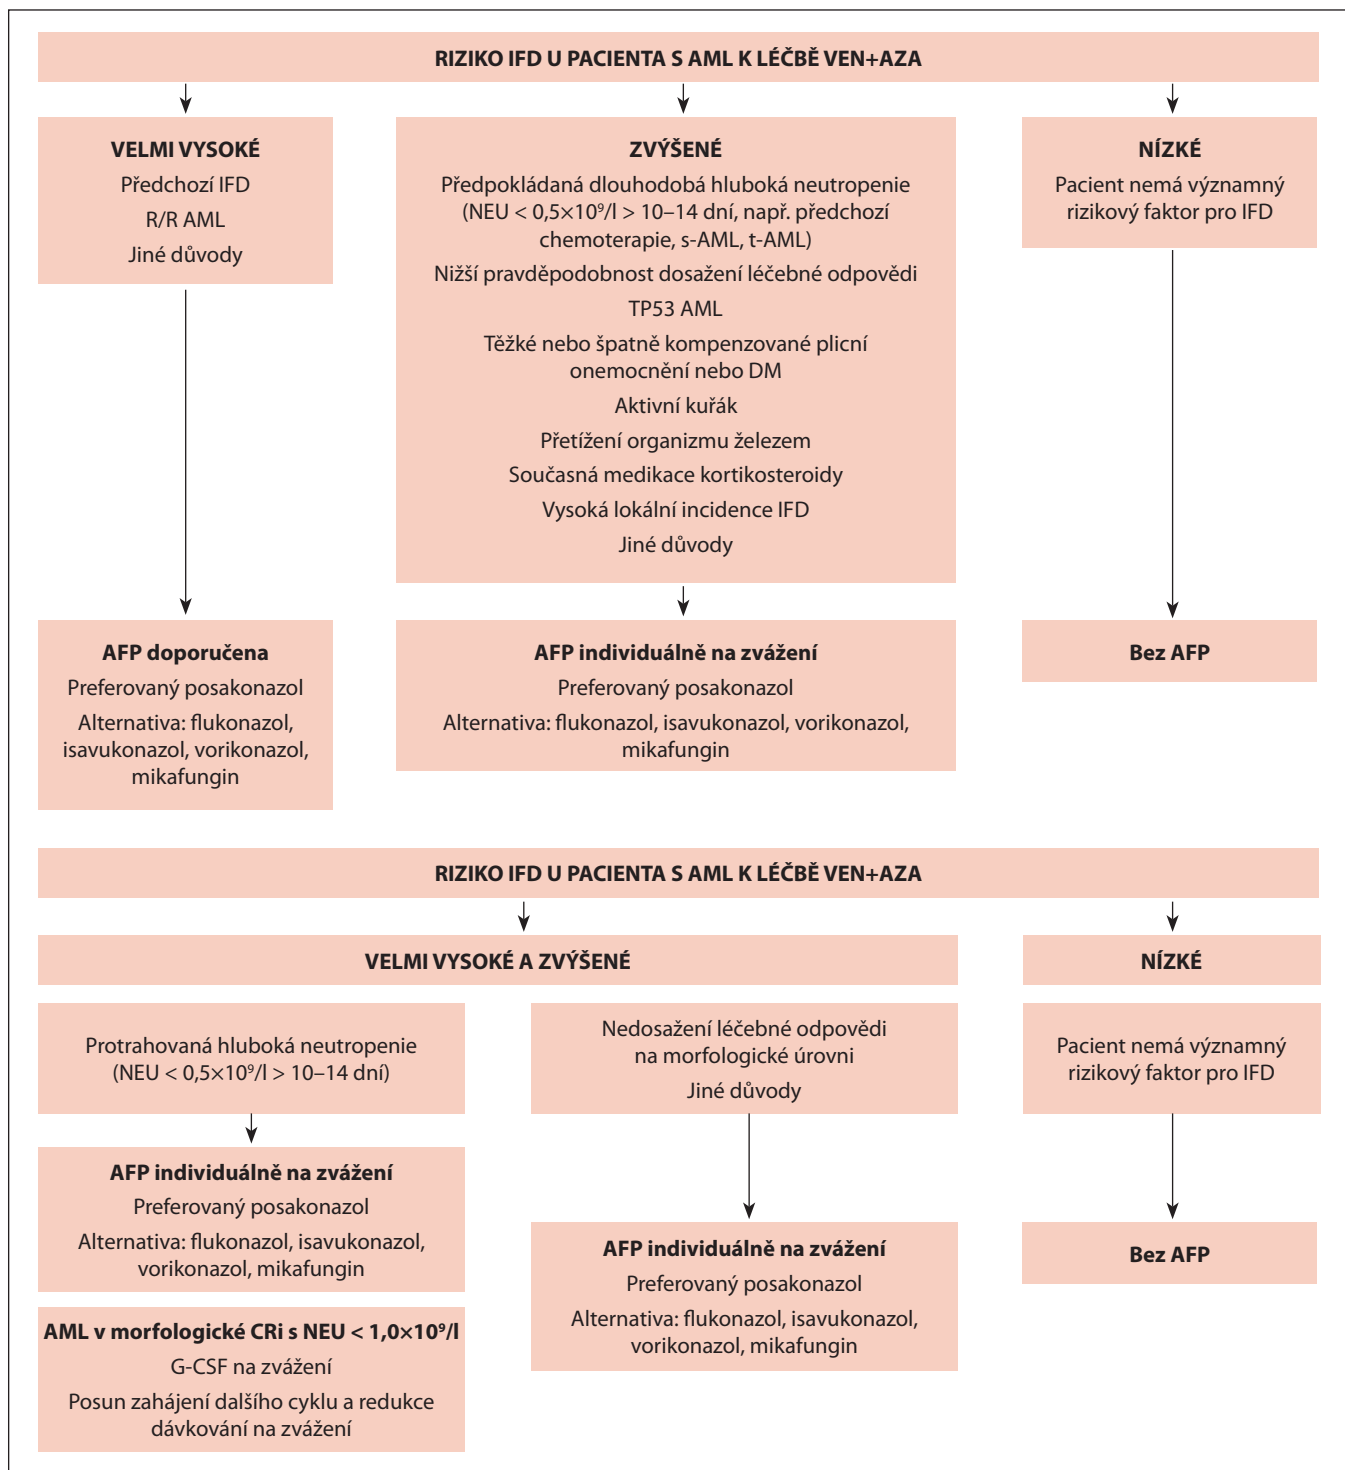 RIZIKO IFD U PACIENTA S AML K LÉČBĚ VEN+AZA
VELMI VYSOKÉ
Předchozí IFD
R/R AML
Jiné důvody
ZVÝŠENÉ
Předpokládaná dlouhodobá hluboká neutropenie
(NEU < 0,5×10⁹/l > 10–14 dní, např. předchozí
chemoterapie, s-AML, t-AML)
Nižší pravděpodobnost dosažení léčebné odpovědi
TP53 AML
Těžké nebo špatně kompenzované plicní
onemocnění nebo DM
Aktivní kuřák
Přetížení organizmu železem
Současná medikace kortikosteroidy
Vysoká lokální incidence IFD
Jiné důvody
NÍZKÉ
Pacient nemá významný
rizikový faktor pro IFD
AFP doporučena
Preferovaný posakonazol
Alternativa: flukonazol,
isavukonazol, vorikonazol,
mikafungin
AFP individuálně na zvážení
Preferovaný posakonazol
Alternativa: flukonazol, isavukonazol, vorikonazol,
mikafungin
Bez AFP
RIZIKO IFD U PACIENTA S AML K LÉČBĚ VEN+AZA
VELMI VYSOKÉ A ZVÝŠENÉ
NÍZKÉ
Protrahovaná hluboká neutropenie
(NEU < 0,5×10⁹/l > 10–14 dní)
Nedosažení léčebné odpovědi
na morfologické úrovni
Jiné důvody
Pacient nemá významný
rizikový faktor pro IFD
AFP individuálně na zvážení
Preferovaný posakonazol
Alternativa: flukonazol, isavukonazol,
vorikonazol, mikafungin
AFP individuálně na zvážení
Preferovaný posakonazol
Alternativa: flukonazol, isavukonazol,
vorikonazol, mikafungin
Bez AFP
AML v morfologické CRi s NEU < 1,0×10⁹/l
G-CSF na zvážení
Posun zahájení dalšího cyklu a redukce
dávkování na zvážení